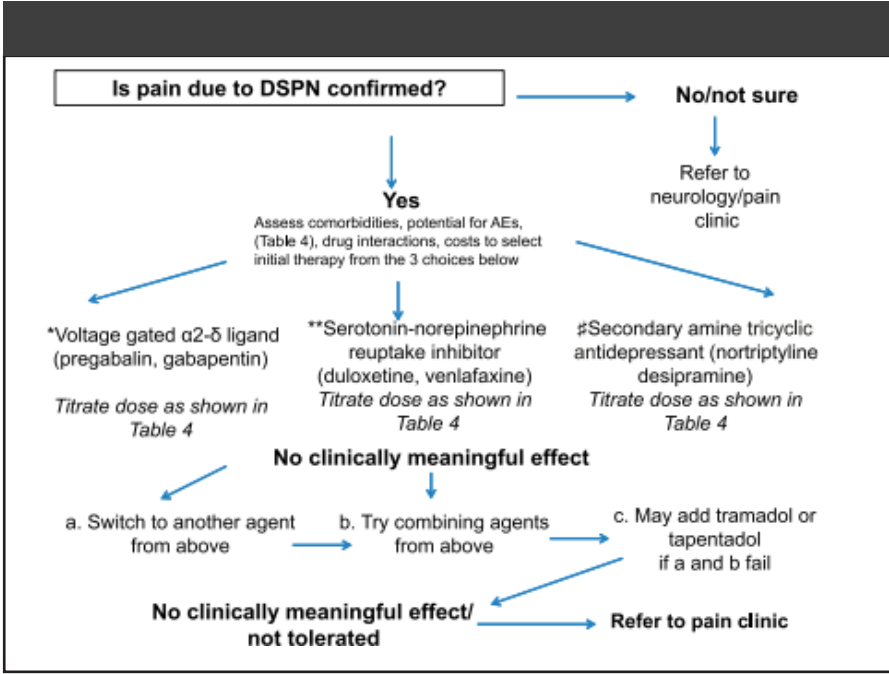 Is pain due to DSPN confirmed?
No/not sure
Refer to
neurology/pain
clinic
Yes
Assess comorbidities, potential for AEs,
(Table 4), drug interactions, costs to select
initial therapy from the 3 choices below
*Voltage gated α2-δ ligand
(pregabalin, gabapentin)
Titrate dose as shown in
Table 4
**Serotonin-norepinephrine
reuptake inhibitor
(duloxetine, venlafaxine)
Titrate dose as shown in
Table 4
♯Secondary amine tricyclic
antidepressant (nortriptyline
desipramine)
Titrate dose as shown in
Table 4
No clinically meaningful effect
a. Switch to another agent
from above
b. Try combining agents
from above
c. May add tramadol or
tapentadol
if a and b fail
No clinically meaningful effect/
not tolerated
Refer to pain clinic